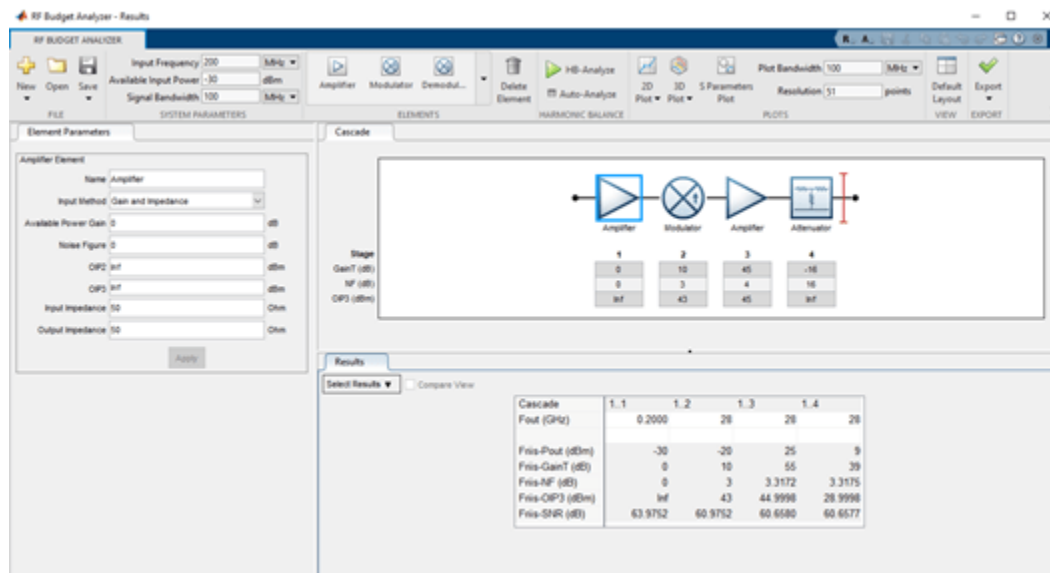 RF Budget Analyzer - Results
RF BUDGET ANALYZER
New Open Save
Input Frequency 200 MHz
Available Input Power -30 dBm
Signal Bandwidth 100 MHz
Amplifier Modulator Demodul...
Delete Element
HB-Analyze
Auto-Analyze
2D Plot 3D Plot S Parameters Plot
Plot Bandwidth 100 MHz
Resolution 51 points
Default Layout Export
FILE SYSTEM PARAMETERS ELEMENTS HARMONIC BALANCE PLOTS VIEW EXPORT
Element Parameters
Amplifier Element
Name Amplifier
Input Method Gain and Impedance
Available Power Gain 0 dB
Noise Figure 0 dB
OIP2 Inf dBm
OIP3 Inf dBm
Input Impedance 50 Ohm
Output Impedance 50 Ohm
Apply
Cascade
Amplifier Modulator Amplifier Attenuator
Stage 1 2 3 4
GainT (dB) 0 10 45 -16
NF (dB) 0 3 4 16
OIP3 (dBm) Inf 43 45 Inf
Results
Select Results Compare View
Cascade 1..1 1..2 1..3 1..4
Fout (GHz) 0.2000 28 28 28
Friis-Pout (dBm) -30 -20 25 9
Friis-GainT (dB) 0 10 55 39
Friis-NF (dB) 0 3 3.3172 3.3175
Friis-OIP3 (dBm) Inf 43 44.9998 28.9998
Friis-SNR (dB) 63.9752 60.9752 60.6580 60.6577